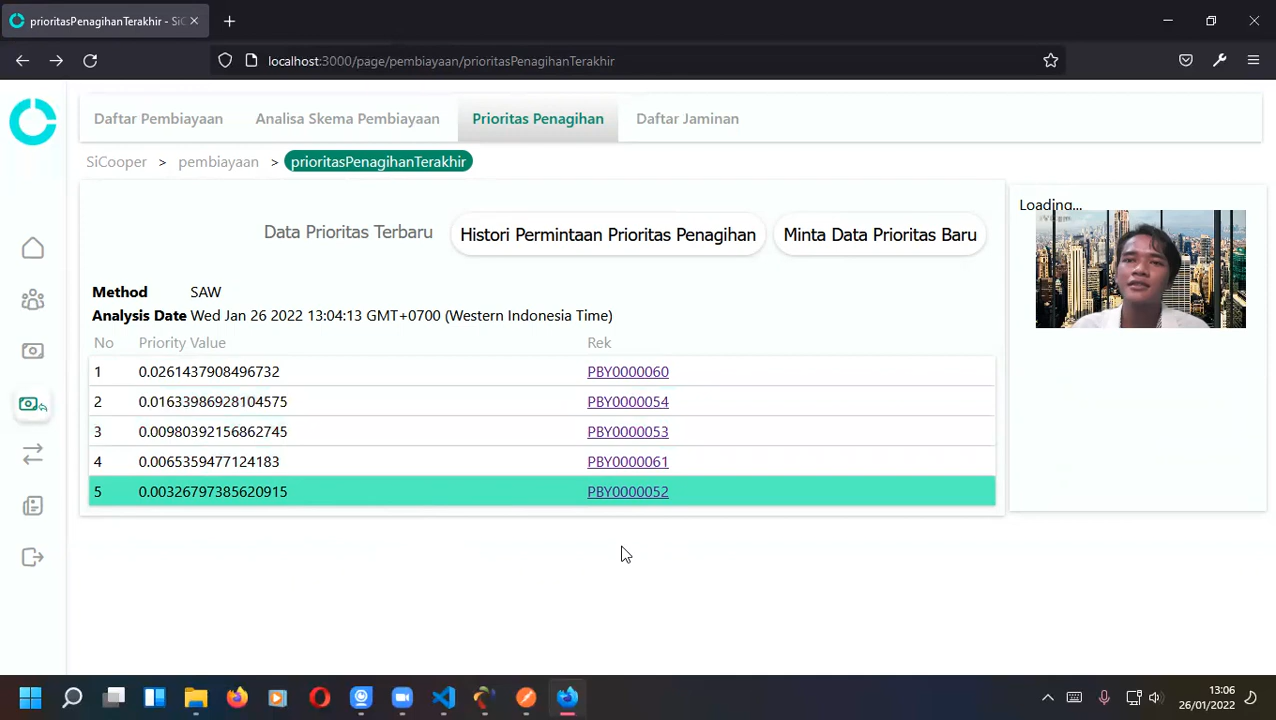 prioritasPenagihanTerakhir - SiC
localhost:3000/page/pembiayaan/prioritasPenagihanTerakhir
Daftar Pembiayaan
Analisa Skema Pembiayaan
Prioritas Penagihan
Daftar Jaminan
SiCooper > pembiayaan > prioritasPenagihanTerakhir
Data Prioritas Terbaru
Histori Permintaan Prioritas Penagihan
Minta Data Prioritas Baru
Loading...
Method SAW
Analysis Date Wed Jan 26 2022 13:04:13 GMT+0700 (Western Indonesia Time)
No Priority Value Rek
1 0.0261437908496732 PBY0000060
2 0.01633986928104575 PBY0000054
3 0.00980392156862745 PBY0000053
4 0.0065359477124183 PBY0000061
5 0.00326797385620915 PBY0000052
13:06
26/01/2022